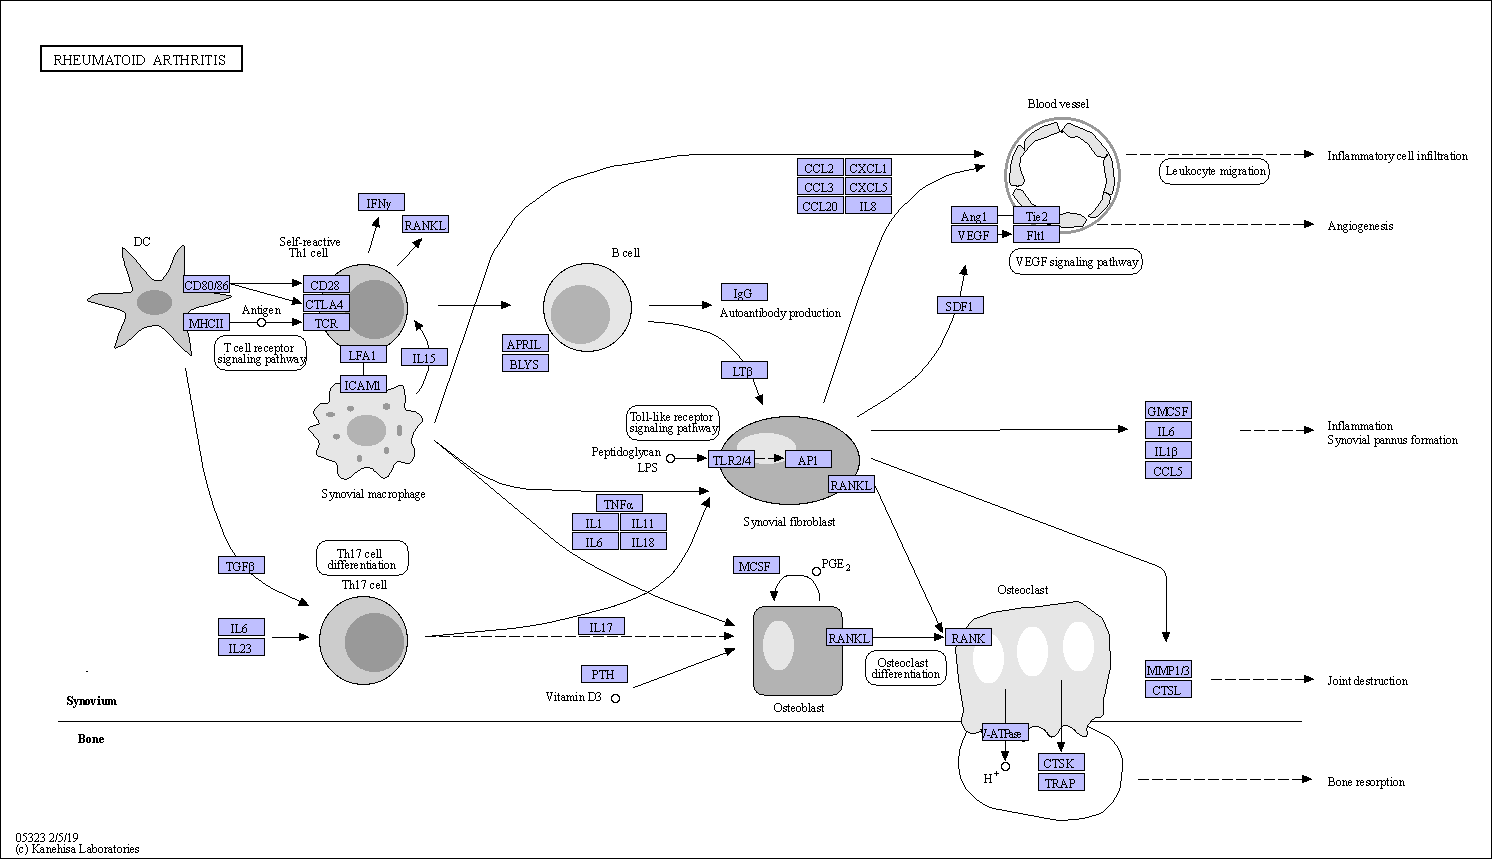 RHEUMATOID ARTHRITIS
Blood vessel
CCL2 CXCL1
CCL3 CXCL5
CCL20 IL8
Inflammatory cell infiltration
Leukocyte migration
Ang1 Tie2
VEGF Flt1
Angiogenesis
VEGF signaling pathway
IFNγ
RANKL
DC
Self-reactive
Th1 cell
CD80/86
CD28
CTLA4
Antigen
MHCII
TCR
T cell receptor
signaling pathway
LFA1
IL15
ICAM1
Synovial macrophage
B cell
APRIL
BLYS
IgG
Autoantibody production
LTβ
SDF1
Toll-like receptor
signaling pathway
Peptidoglycan
LPS
TLR2/4
AP1
RANKL
Synovial fibroblast
GMCSF
IL6
IL1β
CCL5
Inflammation
Synovial pannus formation
TNFα
IL1 IL11
IL6 IL18
TGFβ
Th17 cell
differentiation
Th17 cell
IL6
IL23
IL17
PTH
Vitamin D3
MCSF
PGE2
RANKL
Osteoblast
Osteoclast
differentiation
Osteoclast
RANK
MMP1/3
CTSL
Joint destruction
Synovium
Bone
V-ATPase
H+
CTSK
TRAP
Bone resorption
05323 2/5/19
(c) Kanehisa Laboratories